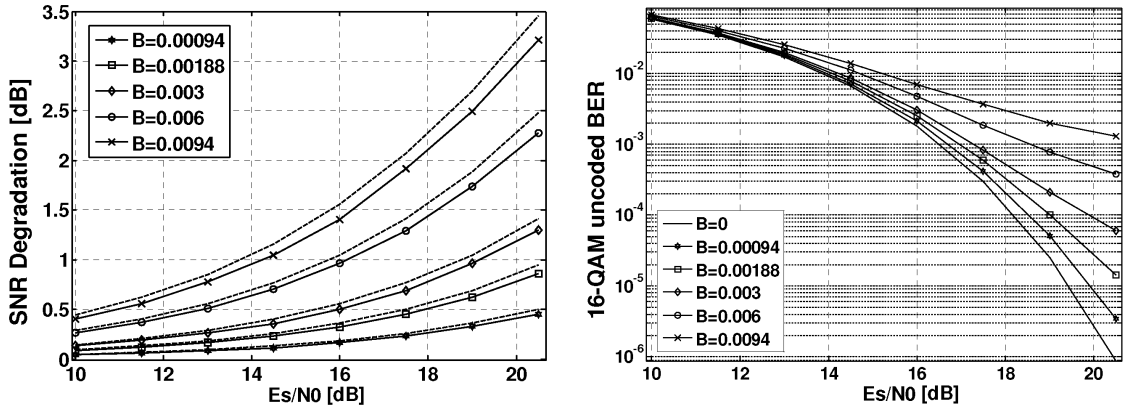 SNR Degradation [dB]
3.5
3
2.5
2
1.5
1
0.5
0
B=0.00094
B=0.00188
B=0.003
B=0.006
B=0.0094
10
12
14
16
18
20
Es/N0 [dB]
16-QAM uncoded BER
10-2
10-3
10-4
10-5
10-6
B=0
B=0.00094
B=0.00188
B=0.003
B=0.006
B=0.0094
10
12
14
16
18
20
Es/N0 [dB]